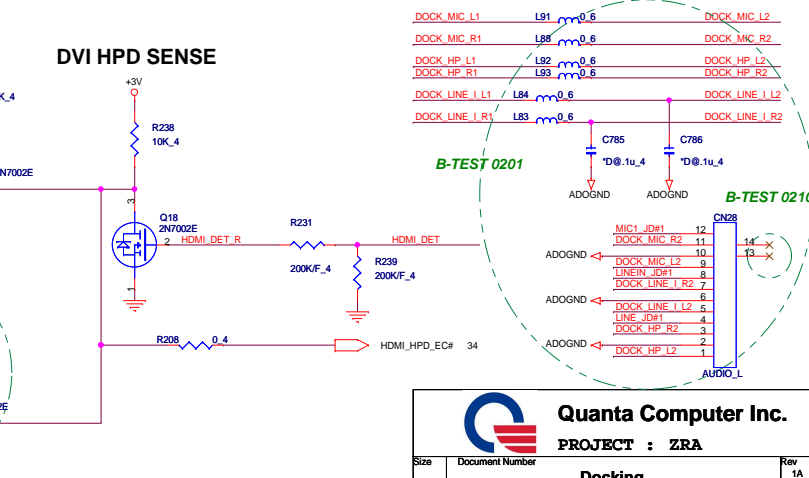 DVI HPD SENSE
+3V
K_4
R238
10K_4
N7002E
3
Q18
2N7002E
2
HDMI_DET_R
R231
200K/F_4
HDMI_DET
R239
200K/F_4
1
R208
0_4
HDMI_HPD_EC#
34
2E
DOCK_MIC_L1
L91
0_6
DOCK_MIC_L2
DOCK_MIC_R1
L88
0_6
DOCK_MIC_R2
DOCK_HP_L1
L92
0_6
DOCK_HP_L2
DOCK_HP_R1
L93
0_6
DOCK_HP_R2
DOCK_LINE_I_L1
L84
0_6
DOCK_LINE_I_L2
DOCK_LINE_I_R1
L83
0_6
DOCK_LINE_I_R2
C785
*D@.1u_4
C786
*D@.1u_4
B-TEST 0201
ADOGND
ADOGND
B-TEST 0210
CN28
MIC1_JD#1 12
DOCK_MIC_R2 11
ADOGND 10
DOCK_MIC_L2 9
LINEIN_JD#1 8
DOCK_LINE_I_R2 7
ADOGND 6
DOCK_LINE_I_L2 5
LINE_JD#1 4
DOCK_HP_R2 3
ADOGND 2
DOCK_HP_L2 1
14
13
AUDIO_L
Quanta Computer Inc.
PROJECT : ZRA
Size
Document Number
Docking
Rev
1A